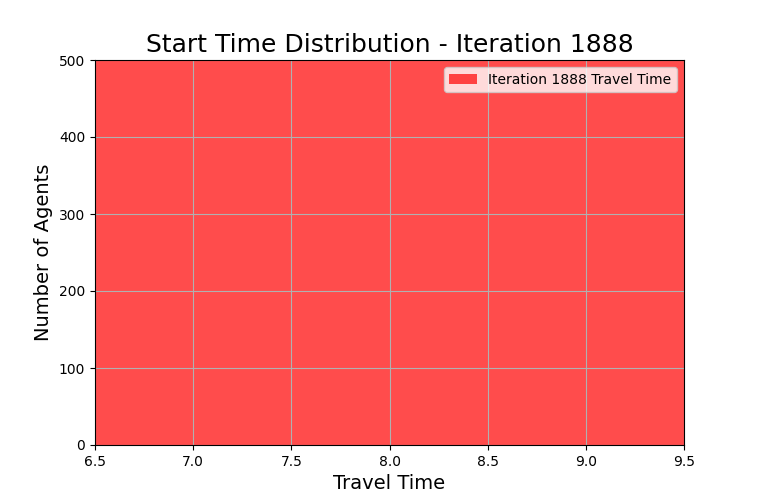 Start Time Distribution - Iteration 1888
Iteration 1888 Travel Time
Number of Agents
500
400
300
200
100
0
6.5 7.0 7.5 8.0 8.5 9.0 9.5
Travel Time